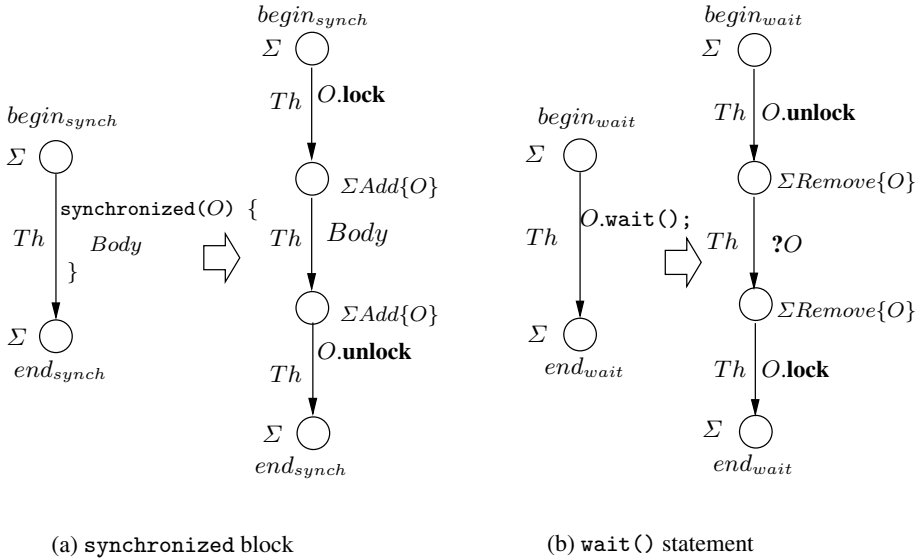 begin_synch
Σ
O.lock
Th
begin_synch
Σ
synchronized(O) {
Th
Body
}
Σ
end_synch
ΣAdd{O}
Th
Body
ΣAdd{O}
O.unlock
Th
Σ
end_synch
(a) synchronized block
begin_wait
Σ
Th
O.unlock
begin_wait
Σ
O.wait();
Th
Σ
end_wait
ΣRemove{O}
Th
?O
ΣRemove{O}
Th
O.lock
Σ
end_wait
(b) wait() statement